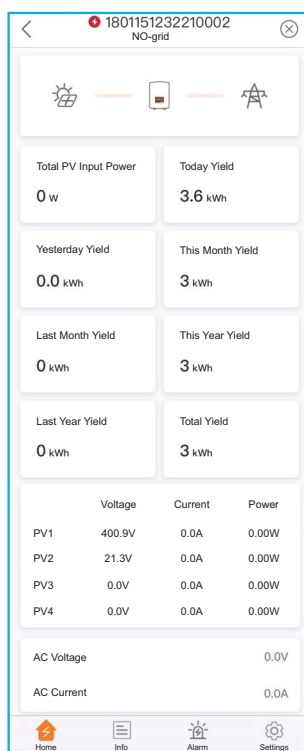 1801151232210002
NO-grid
Total PV Input Power
0 W
Today Yield
3.6 kWh
Yesterday Yield
0.0 kWh
This Month Yield
3 kWh
Last Month Yield
0 kWh
This Year Yield
3 kWh
Last Year Yield
0 kWh
Total Yield
3 kWh
Voltage Current Power
PV1 400.9V 0.0A 0.00W
PV2 21.3V 0.0A 0.00W
PV3 0.0V 0.0A 0.00W
PV4 0.0V 0.0A 0.00W
AC Voltage 0.0V
AC Current 0.0A
Home Info Alarm Settings